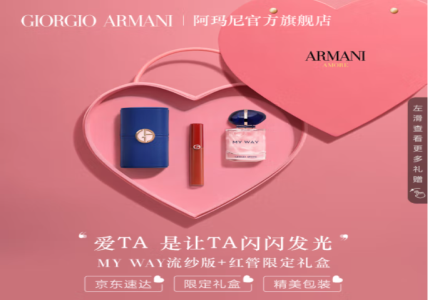 GIORGIO ARMANI | 阿玛尼官方旗舰店
ARMANI
AMORE
MY WAY
左滑查看更多礼赠
爱TA 是让TA闪闪发光
MY WAY流纱版+红管限定礼盒
京东速达
限定礼盒
精美包装